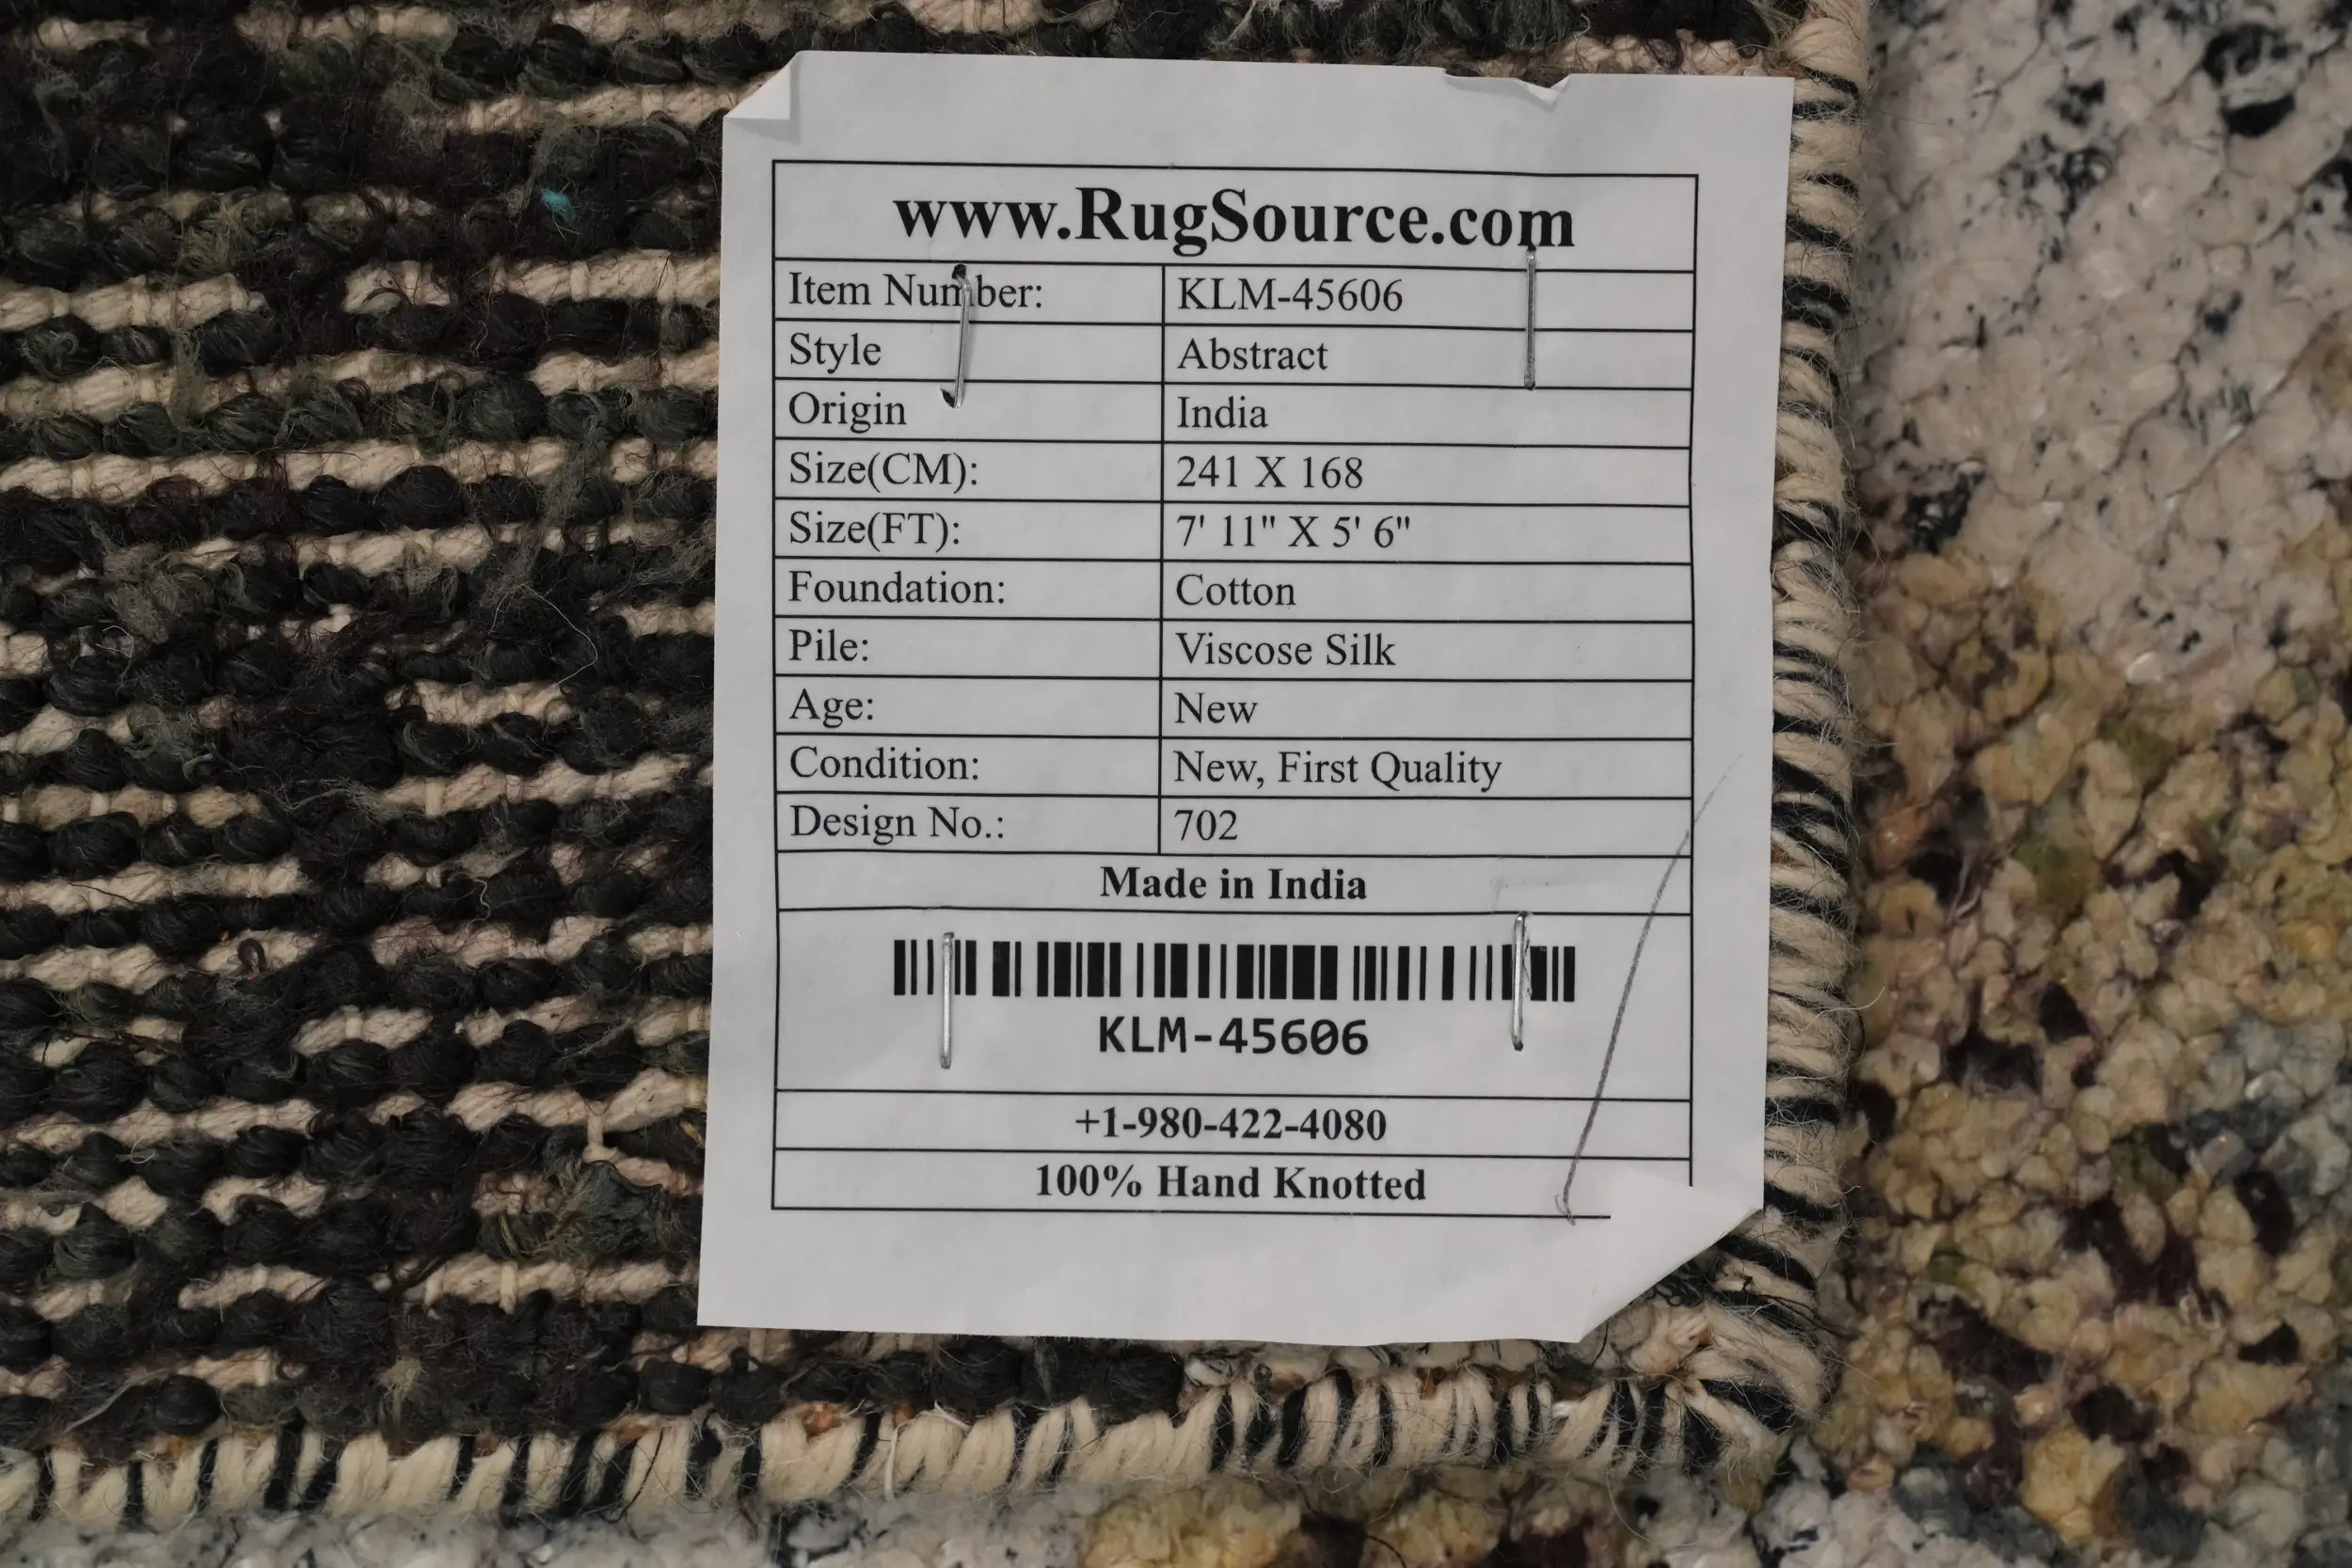 www.RugSource.com
Item Number: KLM-45606
Style Abstract
Origin India
Size(CM): 241 X 168
Size(FT): 7' 11" X 5' 6"
Foundation: Cotton
Pile: Viscose Silk
Age: New
Condition: New, First Quality
Design No.: 702
Made in India
KLM-45606
+1-980-422-4080
100% Hand Knotted